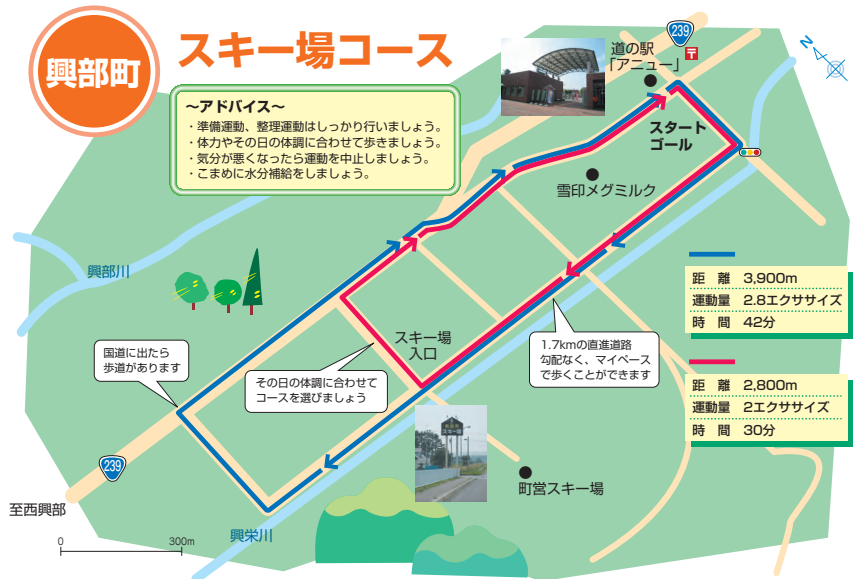 興部町
スキー場コース
～アドバイス～
・準備運動、整理運動はしっかり行いましょう。
・体力やその日の体調に合わせて歩きましょう。
・気分が悪くなったら運動を中止しましょう。
・こまめに水分補給をしましょう。
239
〒
N
道の駅
「アニュー」
スタート
ゴール
雪印メグミルク
興部川
距　離　3,900m
運動量　2.8エクササイズ
時　間　42分
スキー場
入口
1.7kmの直進道路
勾配なく、マイペース
で歩くことができます
国道に出たら
歩道があります
その日の体調に合わせて
コースを選びましょう
距　離　2,800m
運動量　2エクササイズ
時　間　30分
スキー場
239
町営スキー場
至西興部
興栄川
0
300m